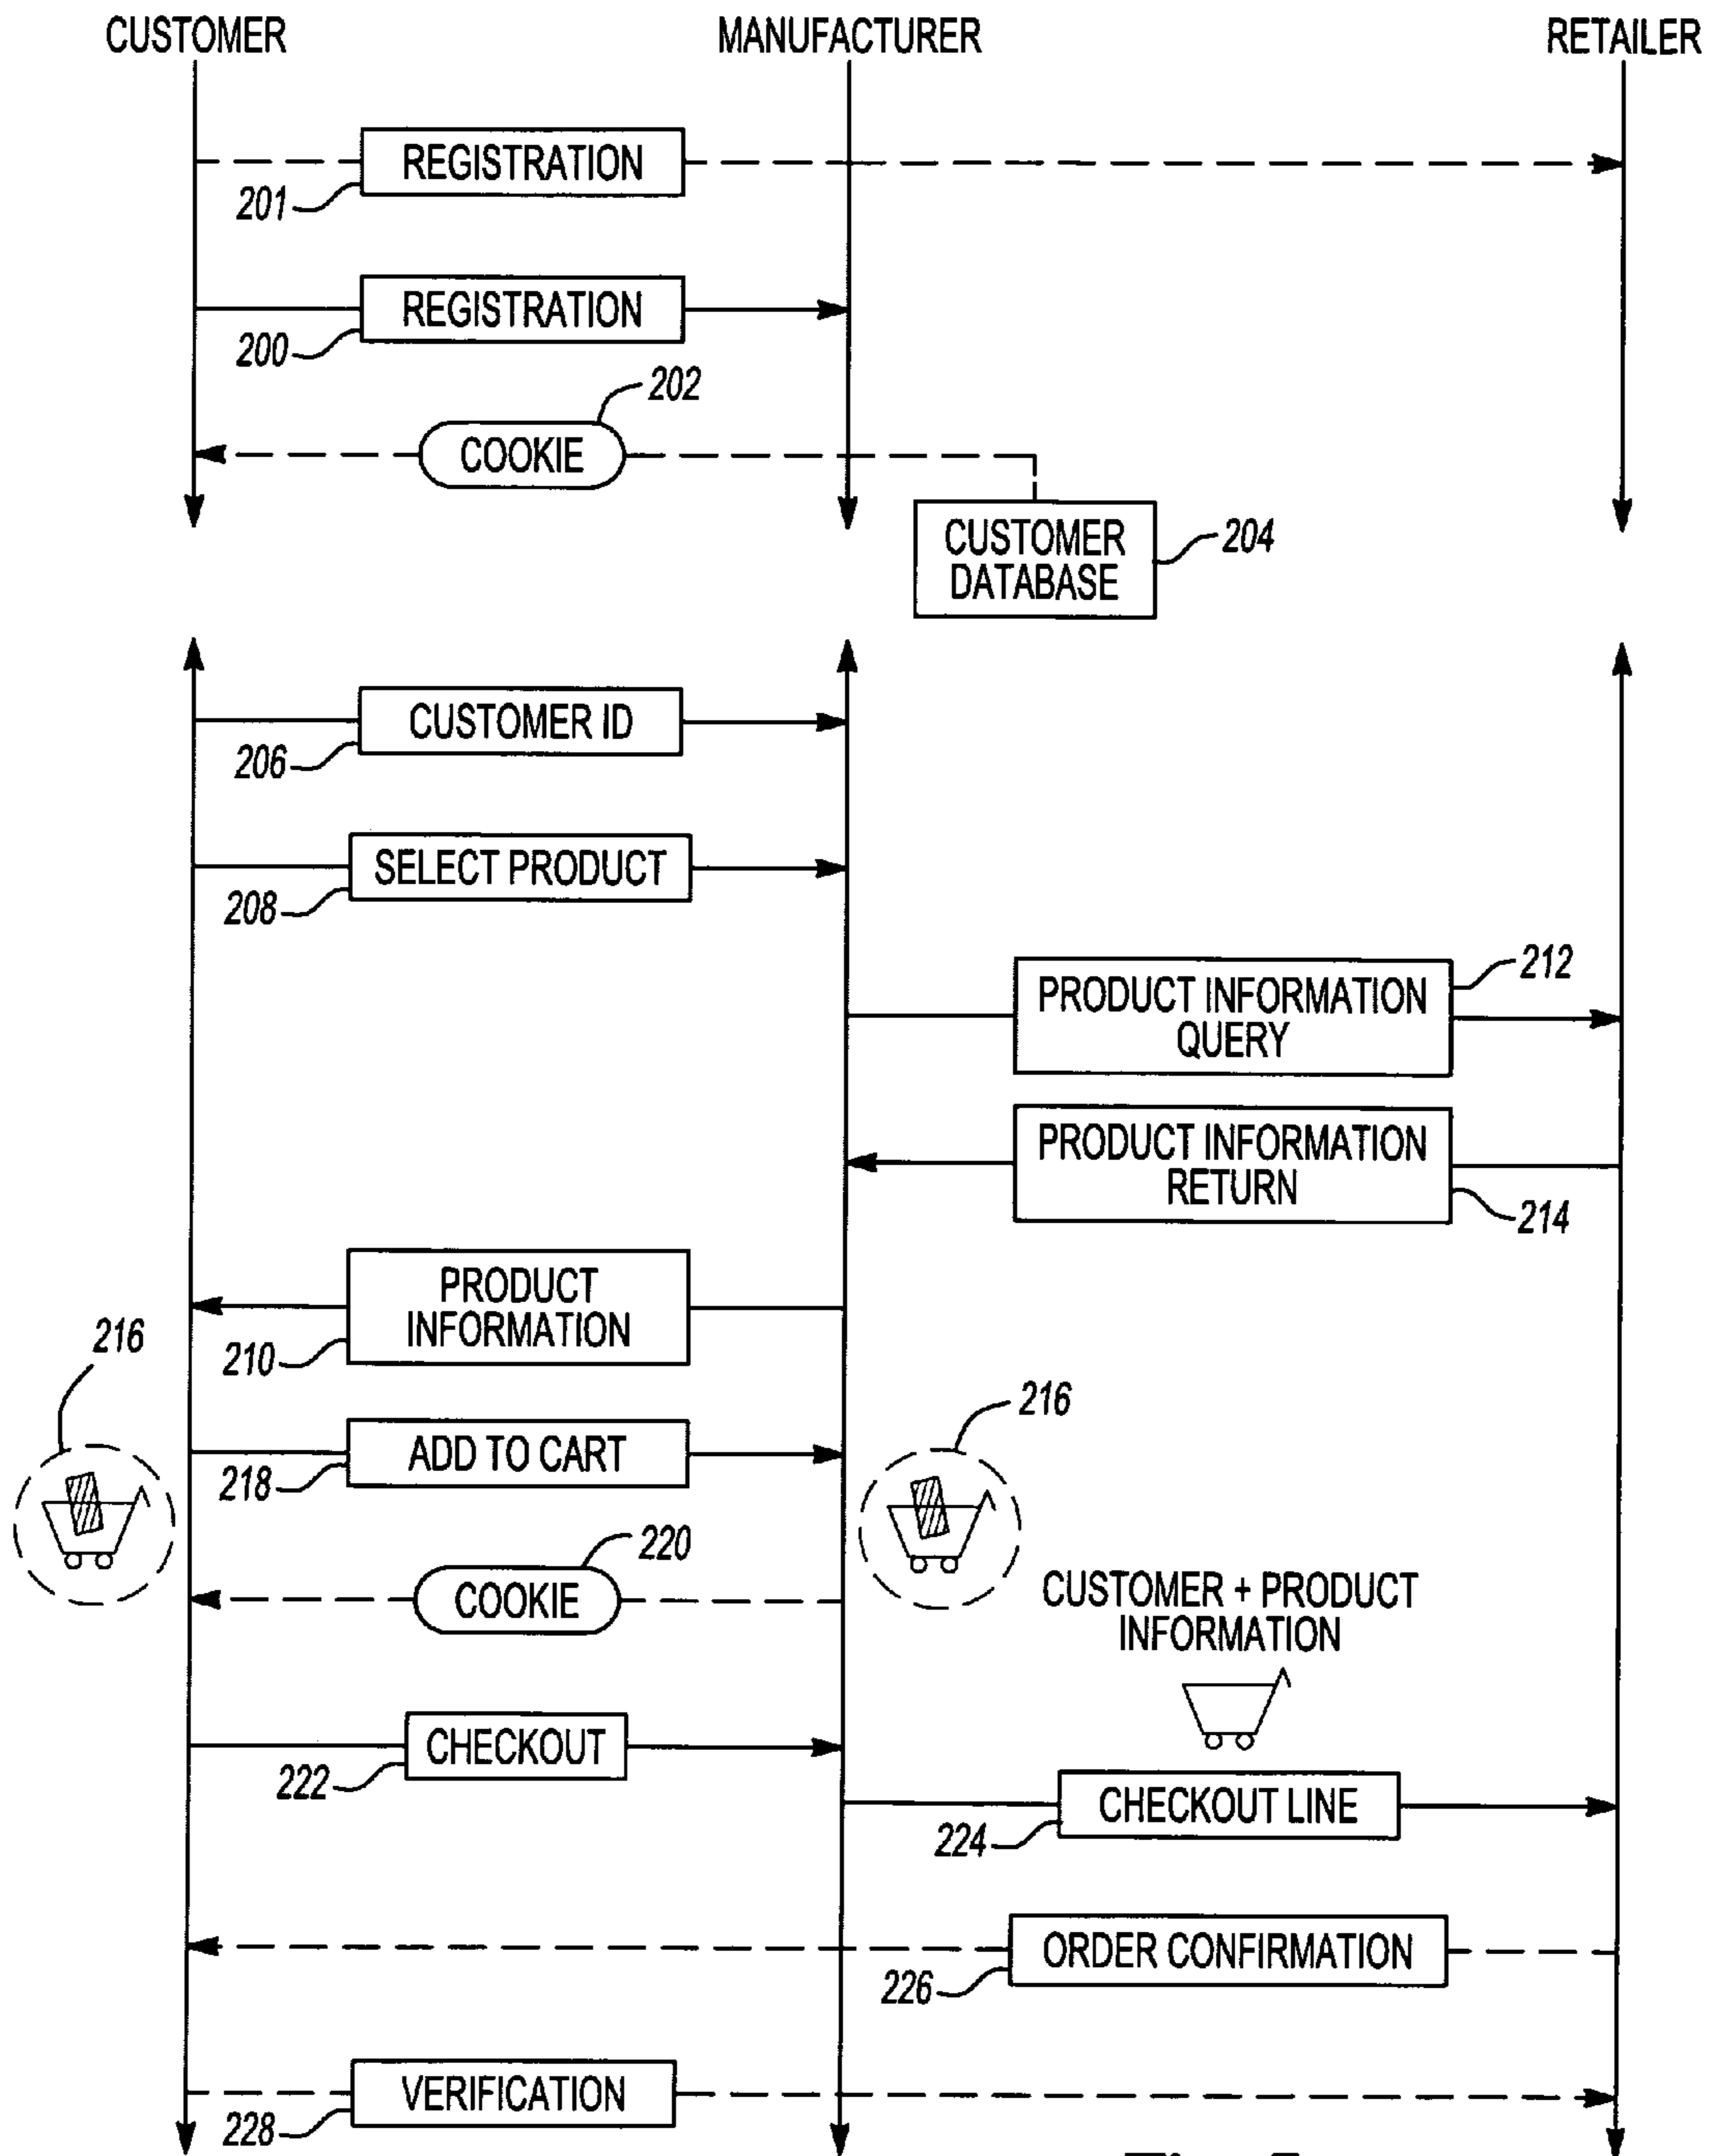 CUSTOMER
MANUFACTURER
RETAILER
REGISTRATION
201
REGISTRATION
200
202
COOKIE
CUSTOMER
DATABASE
204
CUSTOMER ID
206
SELECT PRODUCT
208
212
PRODUCT INFORMATION
QUERY
PRODUCT INFORMATION
RETURN
214
PRODUCT
INFORMATION
210
216
216
ADD TO CART
218
220
COOKIE
CUSTOMER + PRODUCT
INFORMATION
CHECKOUT
222
CHECKOUT LINE
224
ORDER CONFIRMATION
226
VERIFICATION
228